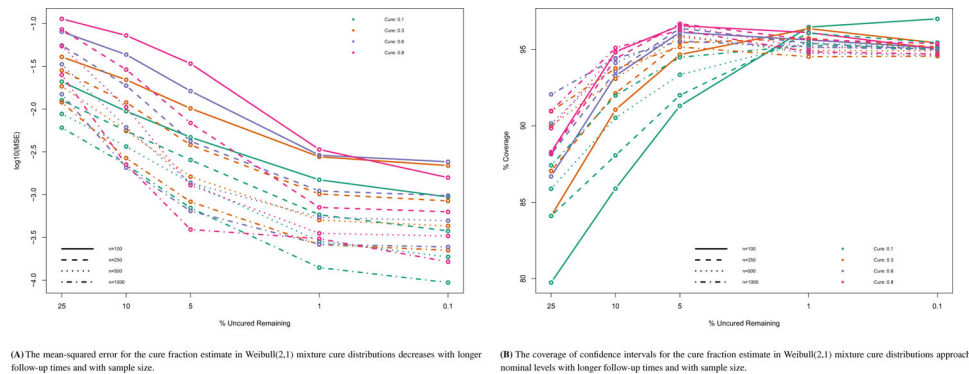 Cure: 0.1
Cure: 0.3
Cure: 0.6
Cure: 0.8
log10(MSE)
-1.0
-1.5
-2.0
-2.5
-3.0
-3.5
-4.0
n=100
n=250
n=500
n=1000
25 10 5 1 0.1
% Uncured Remaining
% Coverage
95
90
85
80
n=100 Cure: 0.1
n=250 Cure: 0.3
n=500 Cure: 0.6
n=1000 Cure: 0.8
25 10 5 1 0.1
% Uncured Remaining
(A) The mean-squared error for the cure fraction estimate in Weibull(2,1) mixture cure distributions decreases with longer
follow-up times and with sample size.
(B) The coverage of confidence intervals for the cure fraction estimate in Weibull(2,1) mixture cure distributions approach
nominal levels with longer follow-up times and with sample size.